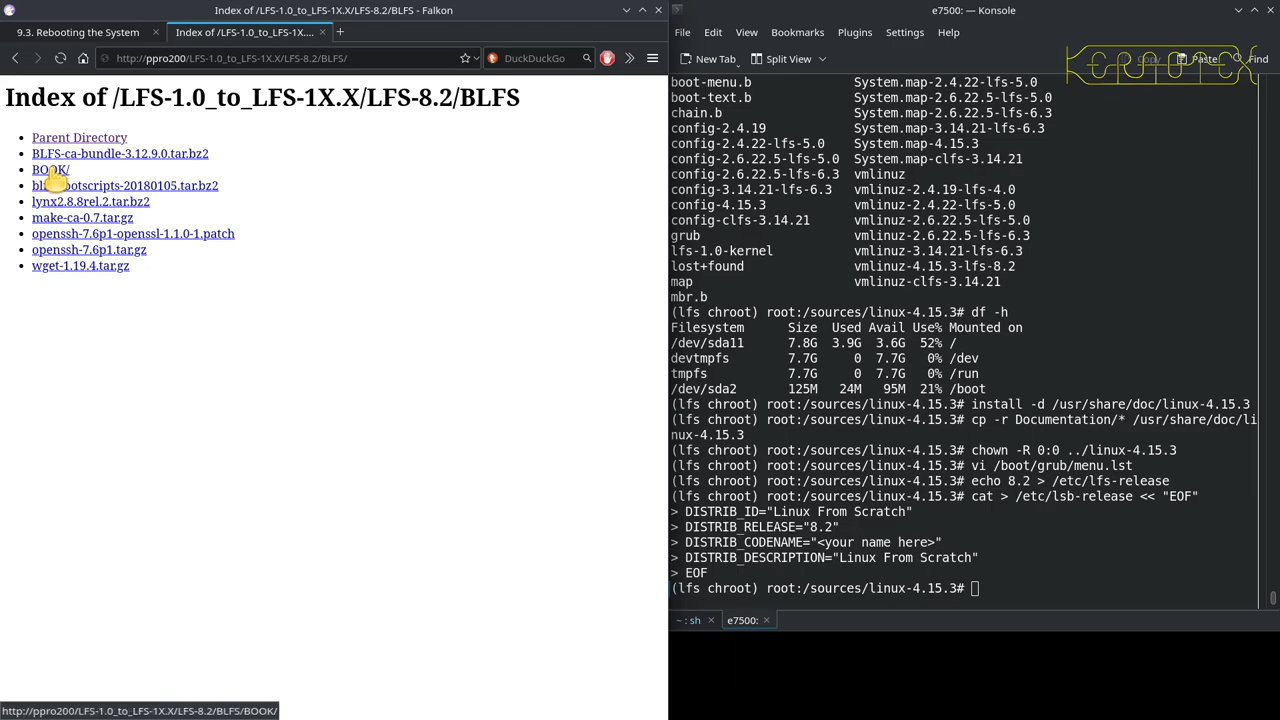 Index of /LFS-1.0_to_LFS-1X.X/LFS-8.2/BLFS - Falkon
9.3. Rebooting the System
Index of /LFS-1.0_to_LFS-1X.X/LFS-8.2/BLFS
http://ppro200/LFS-1.0_to_LFS-1X.X/LFS-8.2/BLFS/
DuckDuckGo
Index of /LFS-1.0_to_LFS-1X.X/LFS-8.2/BLFS
Parent Directory
BLFS-ca-bundle-3.12.9.0.tar.bz2
BOOK/
blfs-bootscripts-20180105.tar.bz2
lynx2.8.8rel.2.tar.bz2
make-ca-0.7.tar.gz
openssh-7.6p1-openssl-1.1.0-1.patch
openssh-7.6p1.tar.gz
wget-1.19.4.tar.gz
http://ppro200/LFS-1.0_to_LFS-1X.X/LFS-8.2/BLFS/BOOK/
e7500: — Konsole
File Edit View Bookmarks Plugins Settings Help
New Tab Split View Copy Paste Find
boot-menu.b System.map-2.4.22-lfs-5.0
boot-text.b System.map-2.6.22.5-lfs-5.0
chain.b System.map-2.6.22.5-lfs-6.3
config-2.4.19 System.map-3.14.21-lfs-6.3
config-2.4.22-lfs-5.0 System.map-4.15.3
config-2.6.22.5-lfs-5.0 System.map-clfs-3.14.21
config-2.6.22.5-lfs-6.3 vmlinuz
config-3.14.21-lfs-6.3 vmlinuz-2.4.19-lfs-4.0
config-4.15.3 vmlinuz-2.4.22-lfs-5.0
config-clfs-3.14.21 vmlinuz-2.6.22.5-lfs-5.0
grub vmlinuz-2.6.22.5-lfs-6.3
lfs-1.0-kernel vmlinuz-3.14.21-lfs-6.3
lost+found vmlinuz-4.15.3-lfs-8.2
map vmlinuz-clfs-3.14.21
mbr.b
(lfs chroot) root:/sources/linux-4.15.3# df -h
Filesystem Size Used Avail Use% Mounted on
/dev/sda11 7.8G 3.9G 3.6G 52% /
devtmpfs 7.7G 0 7.7G 0% /dev
tmpfs 7.7G 0 7.7G 0% /run
/dev/sda2 125M 24M 95M 21% /boot
(lfs chroot) root:/sources/linux-4.15.3# install -d /usr/share/doc/linux-4.15.3
(lfs chroot) root:/sources/linux-4.15.3# cp -r Documentation/* /usr/share/doc/li
nux-4.15.3
(lfs chroot) root:/sources/linux-4.15.3# chown -R 0:0 ../linux-4.15.3
(lfs chroot) root:/sources/linux-4.15.3# vi /boot/grub/menu.lst
(lfs chroot) root:/sources/linux-4.15.3# echo 8.2 > /etc/lfs-release
(lfs chroot) root:/sources/linux-4.15.3# cat > /etc/lsb-release << "EOF"
> DISTRIB_ID="Linux From Scratch"
> DISTRIB_RELEASE="8.2"
> DISTRIB_CODENAME="<your name here>"
> DISTRIB_DESCRIPTION="Linux From Scratch"
> EOF
(lfs chroot) root:/sources/linux-4.15.3#
~ : sh
e7500: